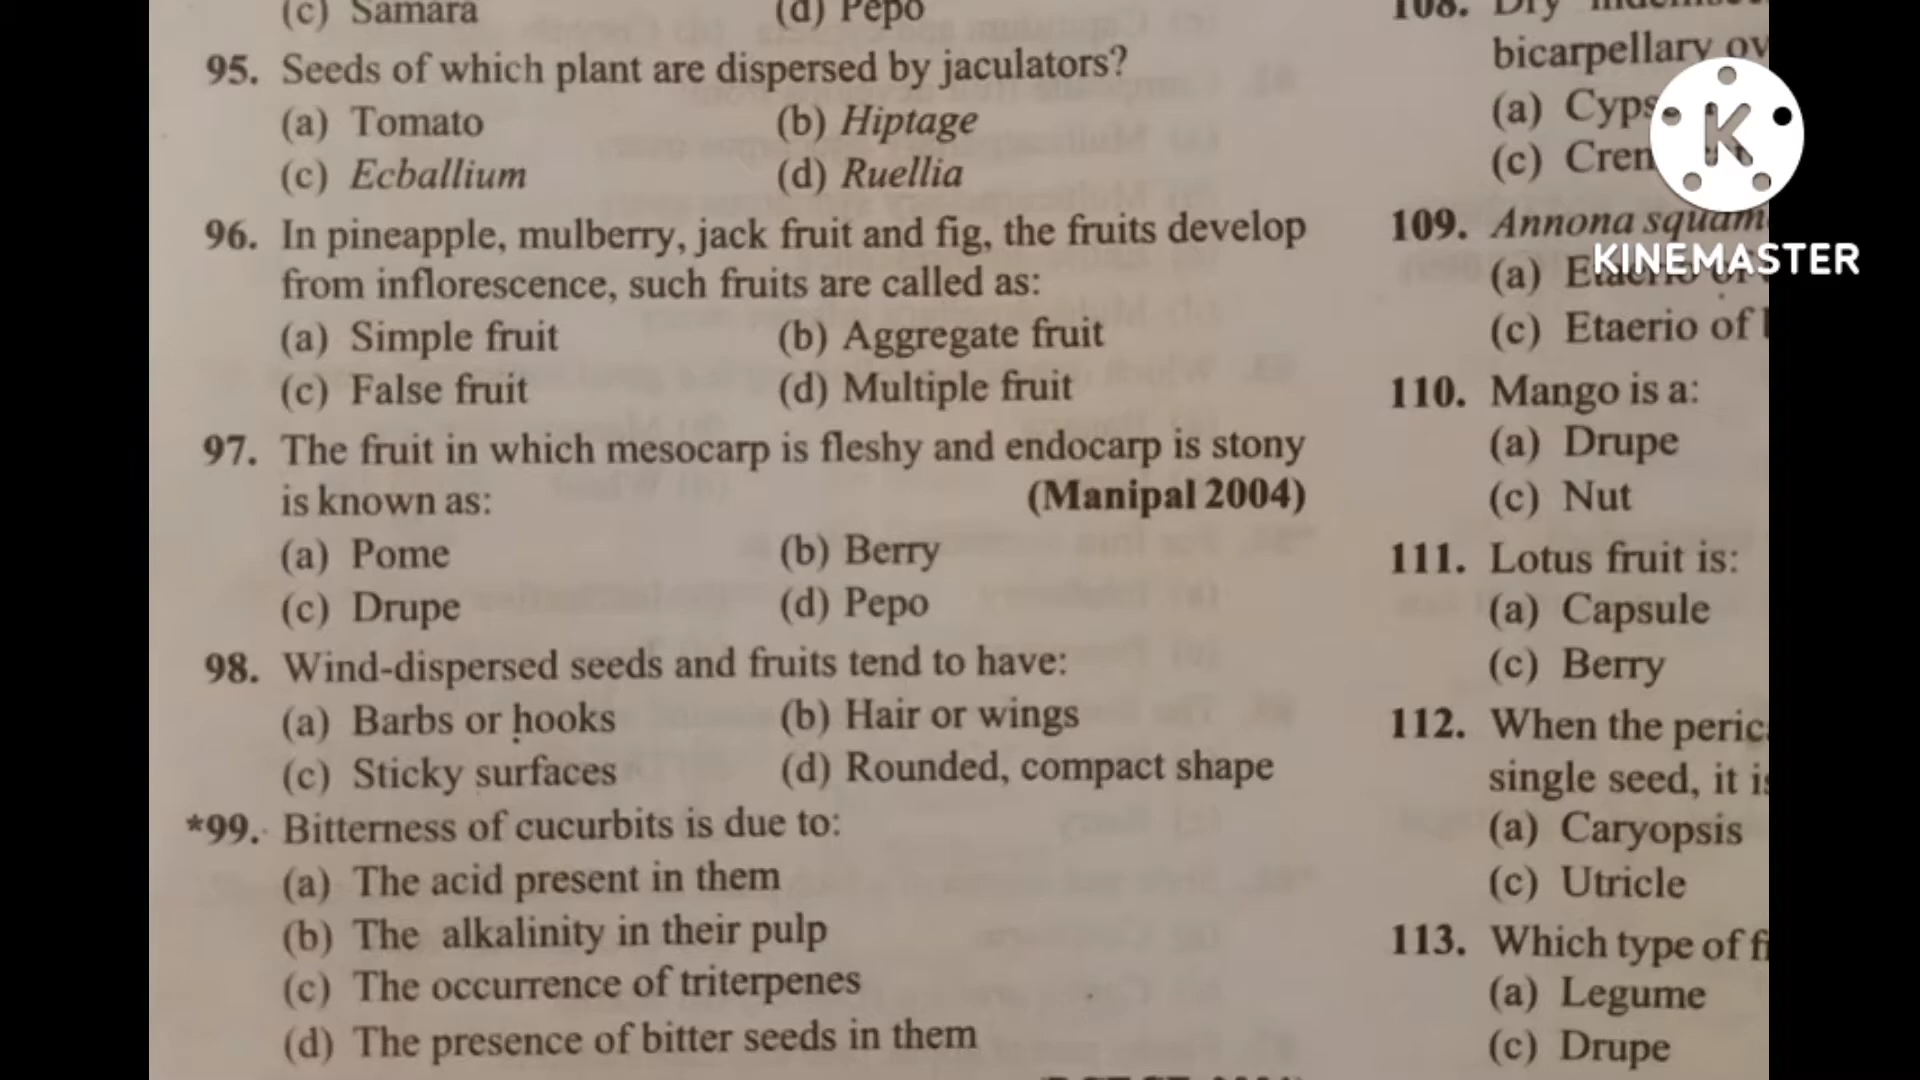 (c) Samara (d) Pepo
95. Seeds of which plant are dispersed by jaculators?
(a) Tomato (b) Hiptage
(c) Ecballium (d) Ruellia
96. In pineapple, mulberry, jack fruit and fig, the fruits develop
from inflorescence, such fruits are called as:
(a) Simple fruit (b) Aggregate fruit
(c) False fruit (d) Multiple fruit
97. The fruit in which mesocarp is fleshy and endocarp is stony
is known as: (Manipal 2004)
(a) Pome (b) Berry
(c) Drupe (d) Pepo
98. Wind-dispersed seeds and fruits tend to have:
(a) Barbs or hooks (b) Hair or wings
(c) Sticky surfaces (d) Rounded, compact shape
*99. Bitterness of cucurbits is due to:
(a) The acid present in them
(b) The alkalinity in their pulp
(c) The occurrence of triterpenes
(d) The presence of bitter seeds in them
108. Dry
bicarpellary
(a)
(c)
109. Annona
(a)
(c) Etaerio of
110. Mango is a:
(a) Drupe
(c) Nut
111. Lotus fruit is:
(a) Capsule
(c) Berry
112. When the
single seed, it
(a) Caryopsis
(c) Utricle
113. Which type of
(a) Legume
(c) Drupe
K
KINEMASTER